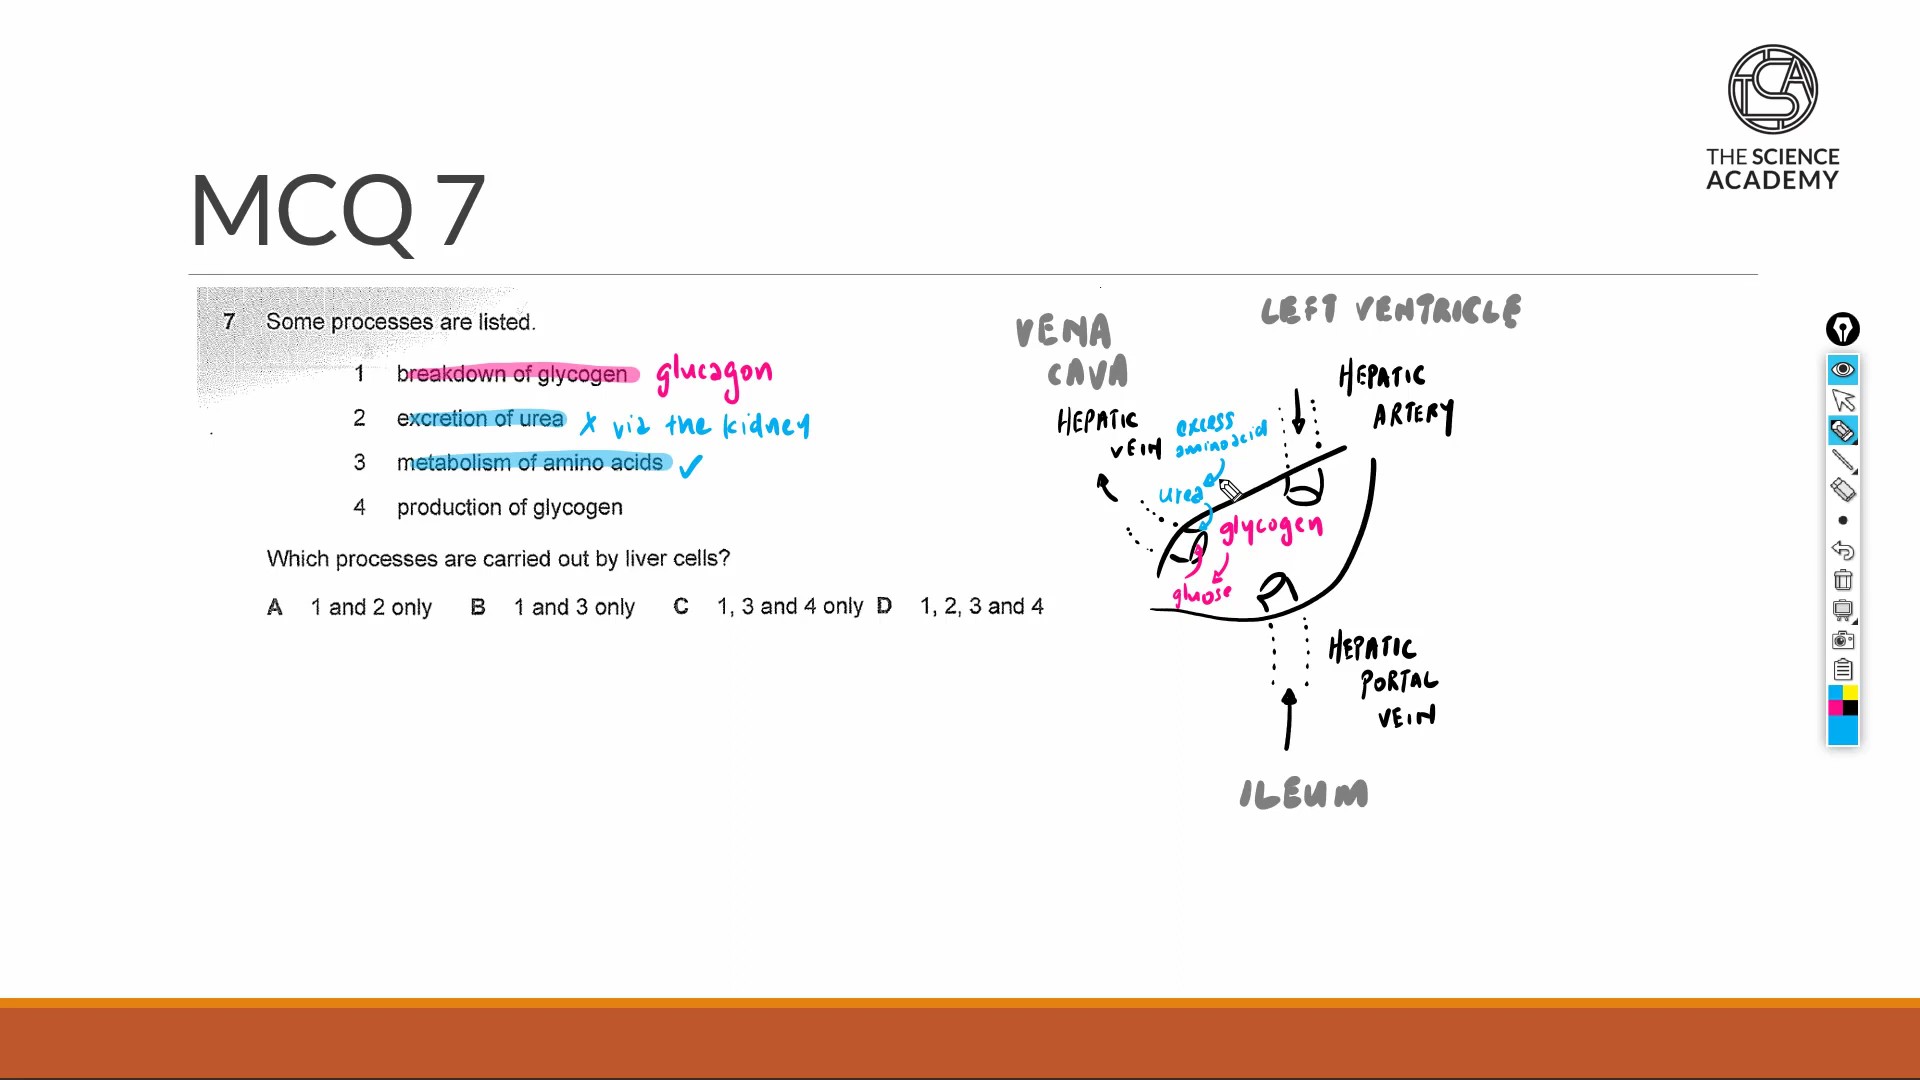 THE SCIENCE
ACADEMY
MCQ 7
7 Some processes are listed.
1 breakdown of glycogen glucagon
2 excretion of urea x via the kidney
3 metabolism of amino acids ✓
4 production of glycogen
Which processes are carried out by liver cells?
A 1 and 2 only B 1 and 3 only C 1, 3 and 4 only D 1, 2, 3 and 4
LEFT VENTRICLE
VENA
CAVA
HEPATIC
ARTERY
HEPATIC
VEIN
excess
amino acid
urea
glycogen
glucose
HEPATIC
PORTAL
VEIN
ILEUM